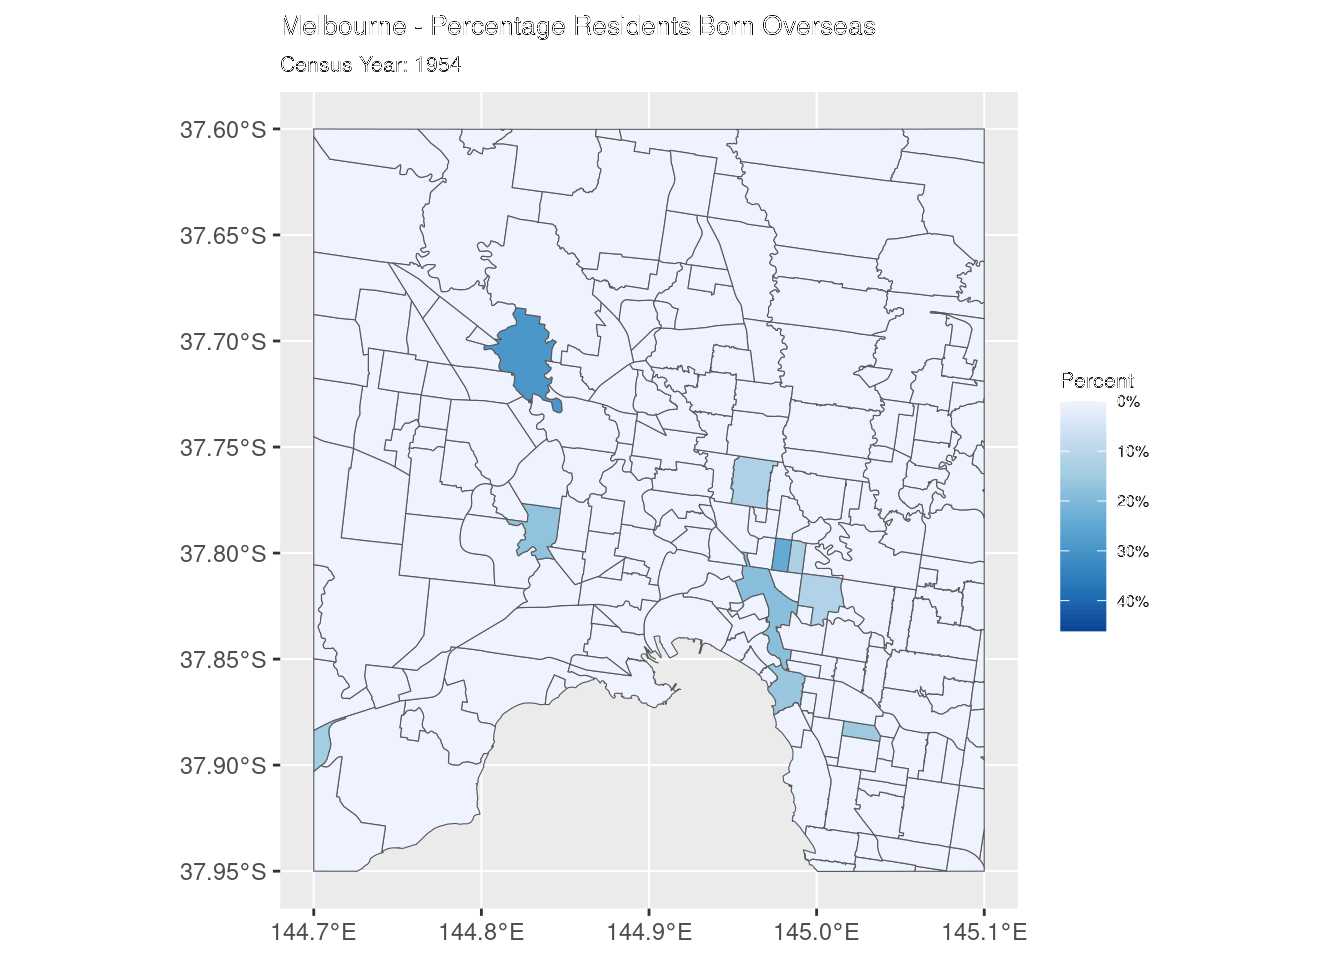 Melbourne - Percentage Residents Born Overseas
Census Year: 1954
37.60°S
37.65°S
37.70°S
37.75°S
37.80°S
37.85°S
37.90°S
37.95°S
144.7°E 144.8°E 144.9°E 145.0°E 145.1°E
Percent
0%
10%
20%
30%
40%